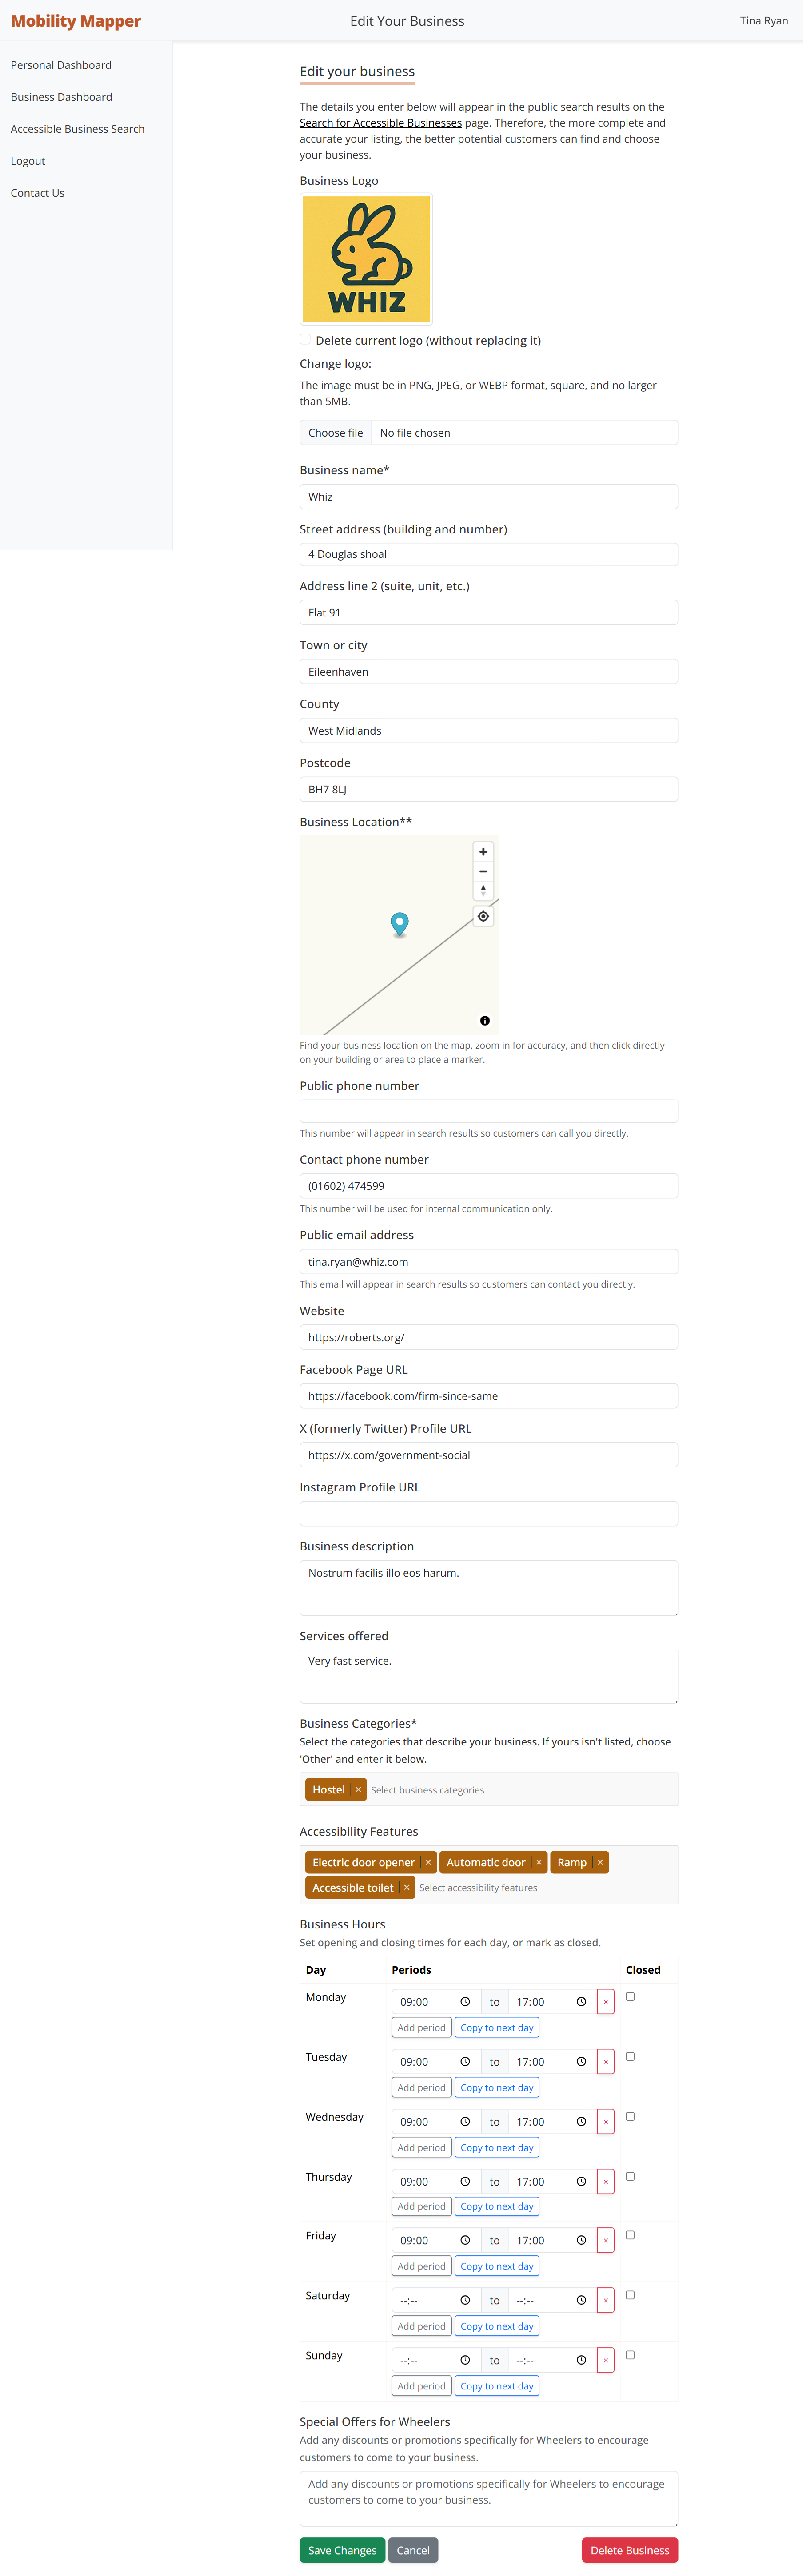 Mobility Mapper
Edit Your Business
Tina Ryan
Personal Dashboard
Business Dashboard
Accessible Business Search
Logout
Contact Us
Edit your business
The details you enter below will appear in the public search results on the
Search for Accessible Businesses page. Therefore, the more complete and
accurate your listing, the better potential customers can find and choose
your business.
Business Logo
WHIZ
Delete current logo (without replacing it)
Change logo:
The image must be in PNG, JPEG, or WEBP format, square, and no larger
than 5MB.
Choose file No file chosen
Business name*
Whiz
Street address (building and number)
4 Douglas shoal
Address line 2 (suite, unit, etc.)
Flat 91
Town or city
Eileenhaven
County
West Midlands
Postcode
BH7 8LJ
Business Location**
Find your business location on the map, zoom in for accuracy, and then click directly
on your building or area to place a marker.
Public phone number
This number will appear in search results so customers can call you directly.
Contact phone number
(01602) 474599
This number will be used for internal communication only.
Public email address
tina.ryan@whiz.com
This email will appear in search results so customers can contact you directly.
Website
https://roberts.org/
Facebook Page URL
https://facebook.com/firm-since-same
X (formerly Twitter) Profile URL
https://x.com/government-social
Instagram Profile URL
Business description
Nostrum facilis illo eos harum.
Services offered
Very fast service.
Business Categories*
Select the categories that describe your business. If yours isn't listed, choose
'Other' and enter it below.
Hostel × Select business categories
Accessibility Features
Electric door opener × Automatic door × Ramp ×
Accessible toilet × Select accessibility features
Business Hours
Set opening and closing times for each day, or mark as closed.
Day Periods Closed
Monday 09:00 to 17:00 ×
Add period Copy to next day
Tuesday 09:00 to 17:00 ×
Add period Copy to next day
Wednesday 09:00 to 17:00 ×
Add period Copy to next day
Thursday 09:00 to 17:00 ×
Add period Copy to next day
Friday 09:00 to 17:00 ×
Add period Copy to next day
Saturday --:-- to --:-- ×
Add period Copy to next day
Sunday --:-- to --:-- ×
Add period Copy to next day
Special Offers for Wheelers
Add any discounts or promotions specifically for Wheelers to encourage
customers to come to your business.
Add any discounts or promotions specifically for Wheelers to encourage
customers to come to your business.
Save Changes Cancel Delete Business